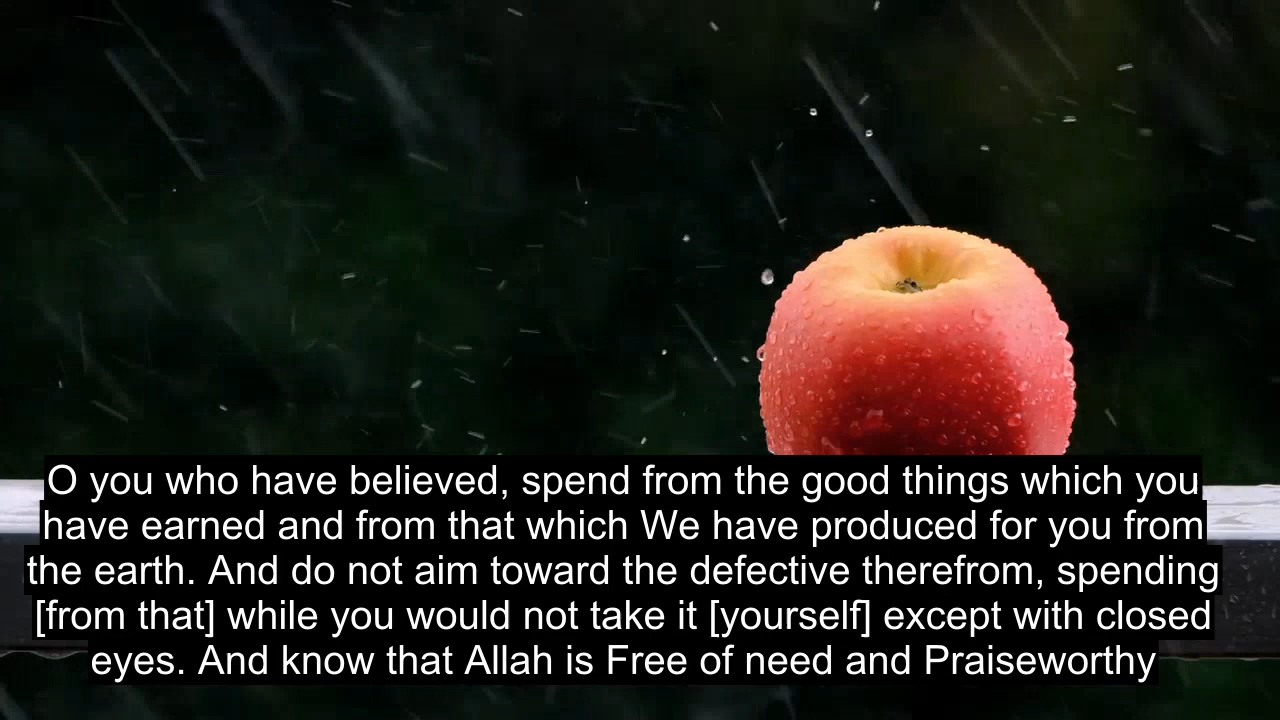 O you who have believed, spend from the good things which you
have earned and from that which We have produced for you from
the earth. And do not aim toward the defective therefrom, spending
[from that] while you would not take it [yourself] except with closed
eyes. And know that Allah is Free of need and Praiseworthy